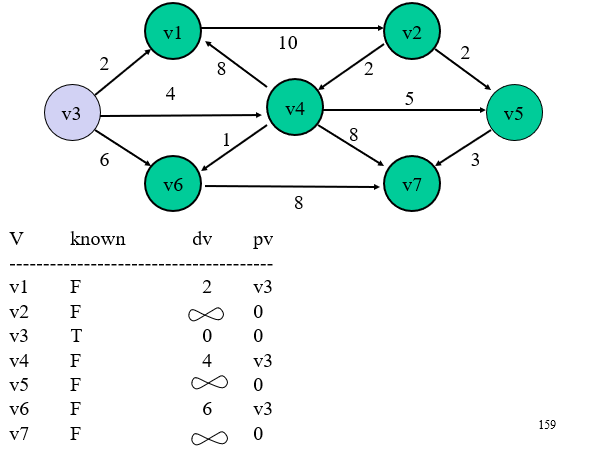 v1 v2
10
2 2
8 2
4 5
v3 v4 v5
1 8
6 3
v6 v7
8
V known dv pv
---------------------------------------
v1 F 2 v3
v2 F ∞ 0
v3 T 0 0
v4 F 4 v3
v5 F ∞ 0
v6 F 6 v3
v7 F ∞ 0
159